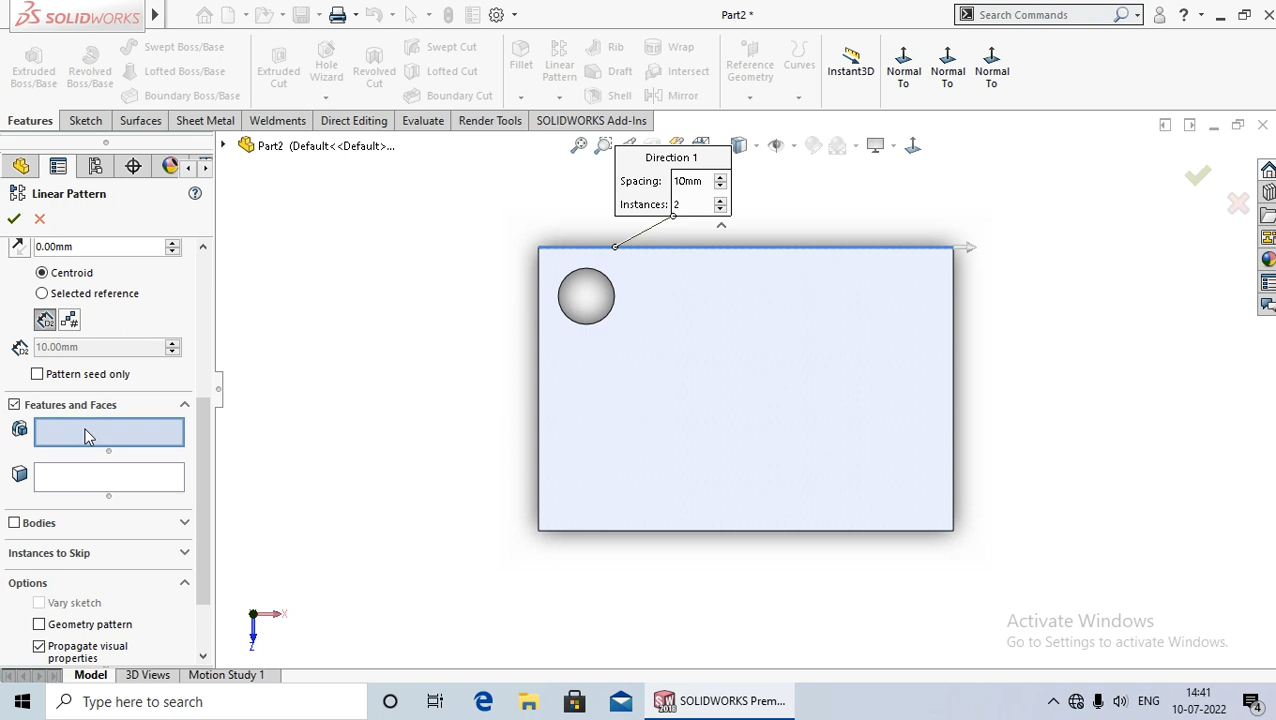 SOLIDWORKS
Part2 *
Search Commands
Extruded Boss/Base
Revolved Boss/Base
Swept Boss/Base
Lofted Boss/Base
Boundary Boss/Base
Extruded Cut
Hole Wizard
Revolved Cut
Swept Cut
Lofted Cut
Boundary Cut
Fillet
Linear Pattern
Rib
Draft
Shell
Wrap
Intersect
Mirror
Reference Geometry
Curves
Instant3D
Normal To
Normal To
Normal To
Features
Sketch
Surfaces
Sheet Metal
Weldments
Direct Editing
Evaluate
Render Tools
SOLIDWORKS Add-Ins
Part2 (Default<<Default>...
Linear Pattern
0.00mm
Centroid
Selected reference
10.00mm
Pattern seed only
Features and Faces
Bodies
Instances to Skip
Options
Vary sketch
Geometry pattern
Propagate visual properties
Direction 1
Spacing: 10mm
Instances: 2
X
Z
Activate Windows
Go to Settings to activate Windows.
Model
3D Views
Motion Study 1
Type here to search
SOLIDWORKS Prem...
ENG
14:41
10-07-2022
4